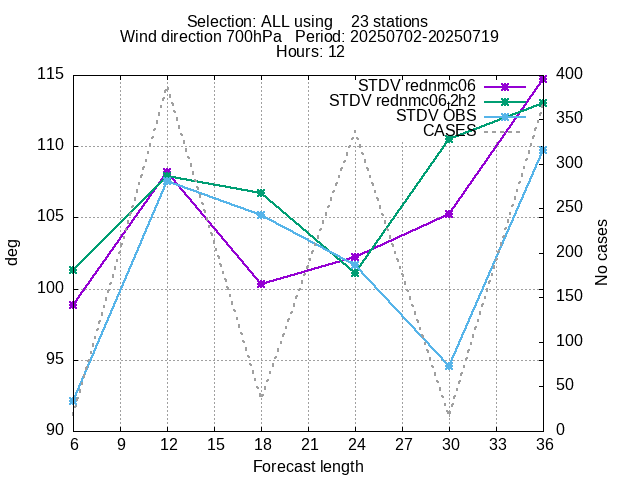 Selection: ALL using    23 stations
Wind direction 700hPa   Period: 20250702-20250719
Hours: 12
STDV rednmc06
STDV rednmc06,2h2
STDV OBS
CASES
115
110
105
100
95
90
deg
400
350
300
250
200
150
100
50
0
No cases
6 9 12 15 18 21 24 27 30 33 36
Forecast length